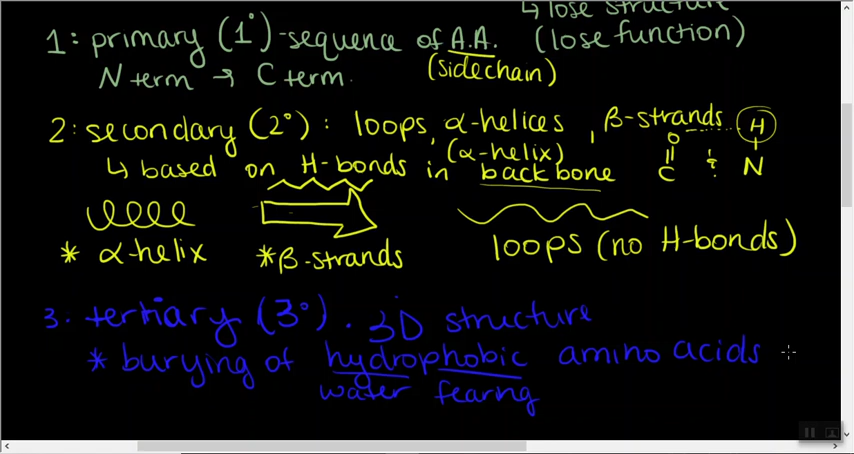 ↳ lose structure
1: primary (1°)-sequence of A.A. (lose function)
N term → C term. (sidechain)
2: secondary (2°): loops, α-helices, β-strands H
↳ based on H-bonds in backbone
(α-helix)
O
C & N
* α-helix *β-strands loops (no H-bonds)
3. tertiary (3°). 3D structure
* burying of hydrophobic amino acids
water fearing